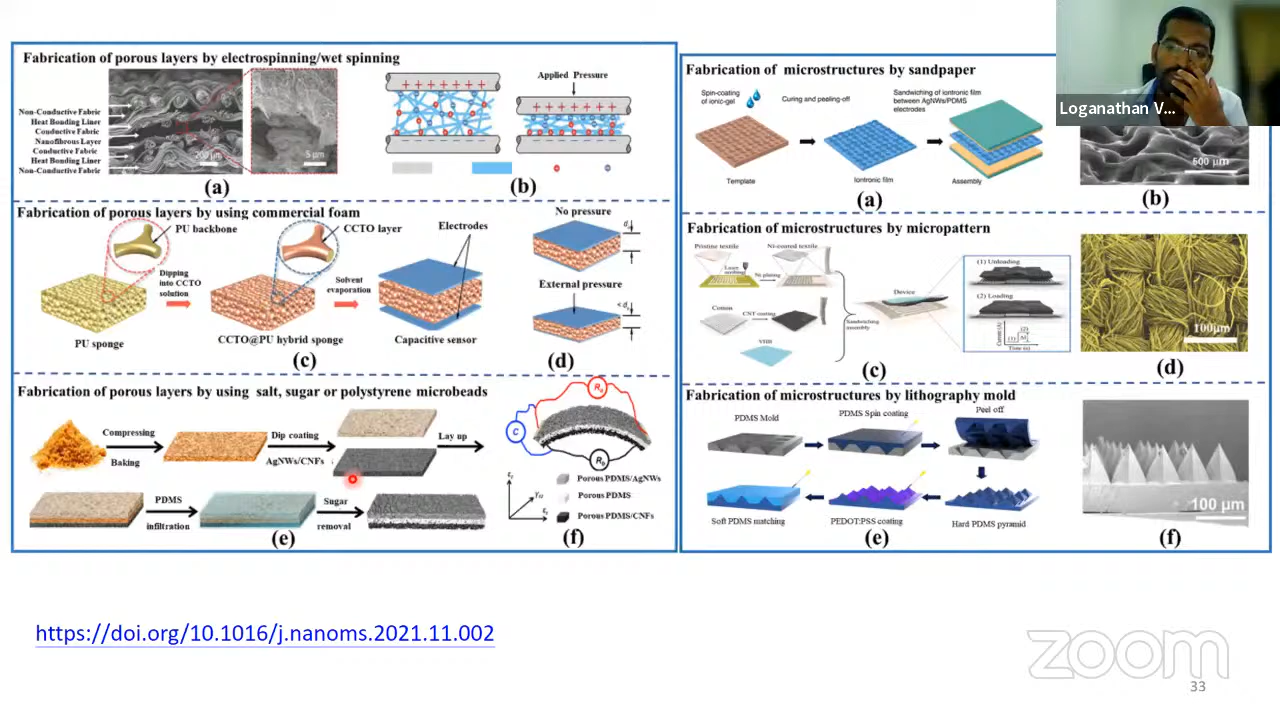 Fabrication of porous layers by electrospinning/wet spinning
Non-Conductive Fabric
Heat Bonding Liner
Conductive Fabric
Nanofibrous Layer
Conductive Fabric
Heat Bonding Liner
Non-Conductive Fabric
200 μm
5 μm
(a)
Applied Pressure
(b)
Fabrication of porous layers by using commercial foam
PU backbone
CCTO layer
Electrodes
Dipping
into CCTO
solution
Solvent
evaporation
PU sponge
CCTO@PU hybrid sponge
Capacitive sensor
(c)
No pressure
External pressure
(d)
Fabrication of porous layers by using salt, sugar or polystyrene microbeads
Compressing
Baking
Dip coating
AgNWs/CNFs
Lay up
PDMS
infiltration
Sugar
removal
(e)
C
Porous PDMS/AgNWs
Porous PDMS
Porous PDMS/CNFs
(f)
Fabrication of microstructures by sandpaper
Spin-coating
of ionic-gel
Curing and peeling-off
Sandwiching of iontronic film
between AgNWs/PDMS
electrodes
Template
Iontronic film
Assembly
(a)
500 μm
(b)
Fabrication of microstructures by micropattern
Pristine textile
Ni-coated textile
Ni plating
Cotton
CNT coating
VHB
Sandwiching
assembly
Device
(1) Unloading
(2) Loading
Current (A)
Time (s)
(c)
100μm
(d)
Fabrication of microstructures by lithography mold
PDMS Mold
PDMS Spin coating
Peel off
Soft PDMS matching
PEDOT:PSS coating
Hard PDMS pyramid
(e)
100 μm
(f)
Loganathan V...
https://doi.org/10.1016/j.nanoms.2021.11.002
zoom
33